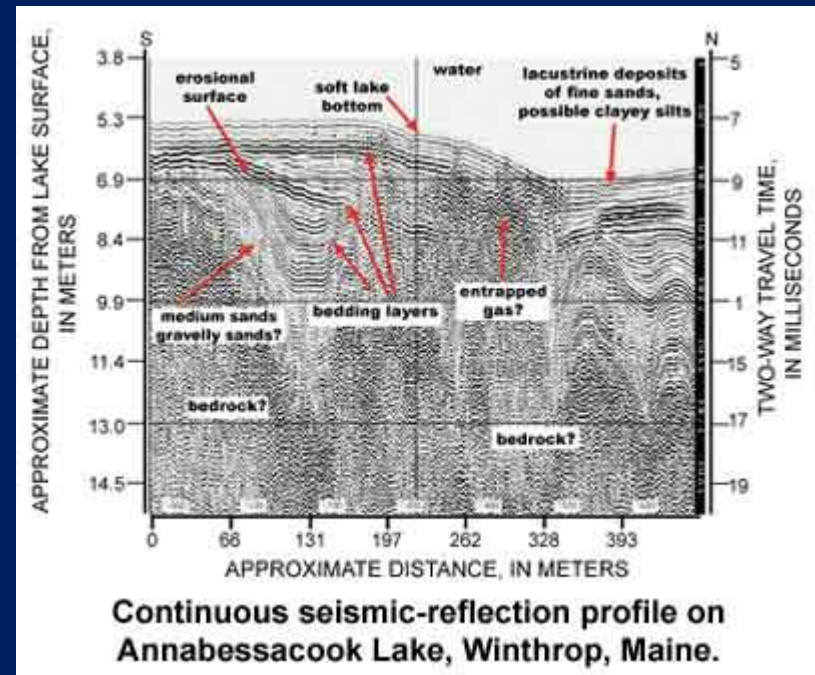 S
N
3.8
5.3
6.9
8.4
9.9
11.4
13.0
14.5
APPROXIMATE DEPTH FROM LAKE SURFACE,
IN METERS
erosional
surface
soft lake
bottom
water
lacustrine deposits
of fine sands,
possible clayey silts
medium sands
gravelly sands?
bedding layers
entrapped
gas?
bedrock?
bedrock?
5
7
9
11
1
15
17
19
TWO-WAY TRAVEL TIME,
IN MILLISECONDS
0
66
131
197
262
328
393
APPROXIMATE DISTANCE, IN METERS
Continuous seismic-reflection profile on
Annabessacook Lake, Winthrop, Maine.